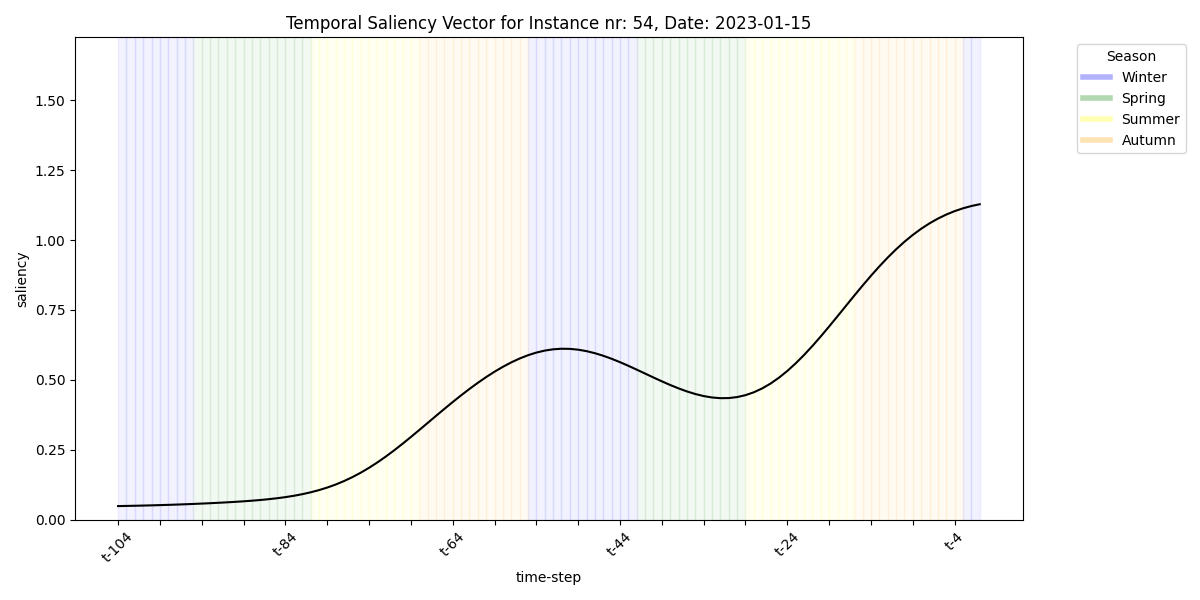 Temporal Saliency Vector for Instance nr: 54, Date: 2023-01-15
Season
Winter
Spring
Summer
Autumn
saliency
1.50
1.25
1.00
0.75
0.50
0.25
0.00
t-104
t-84
t-64
t-44
t-24
t-4
time-step